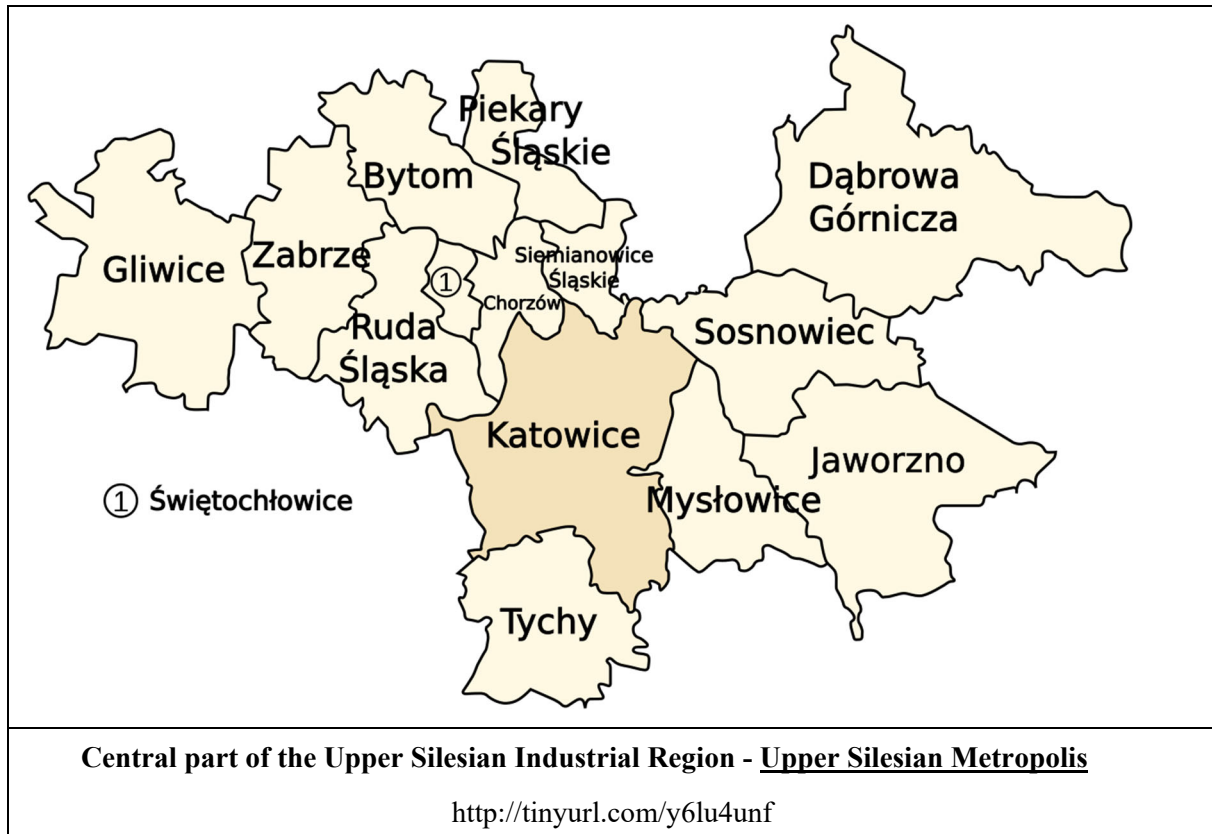 Piekary
Śląskie
Bytom
Dąbrowa
Górnicza
Gliwice
Zabrze
Siemianowice
Śląskie
1
Chorzów
Ruda
Śląska
Sosnowiec
Katowice
Jaworzno
Mysłowice
1 Świętochłowice
Tychy
Central part of the Upper Silesian Industrial Region - Upper Silesian Metropolis
http://tinyurl.com/y6lu4unf